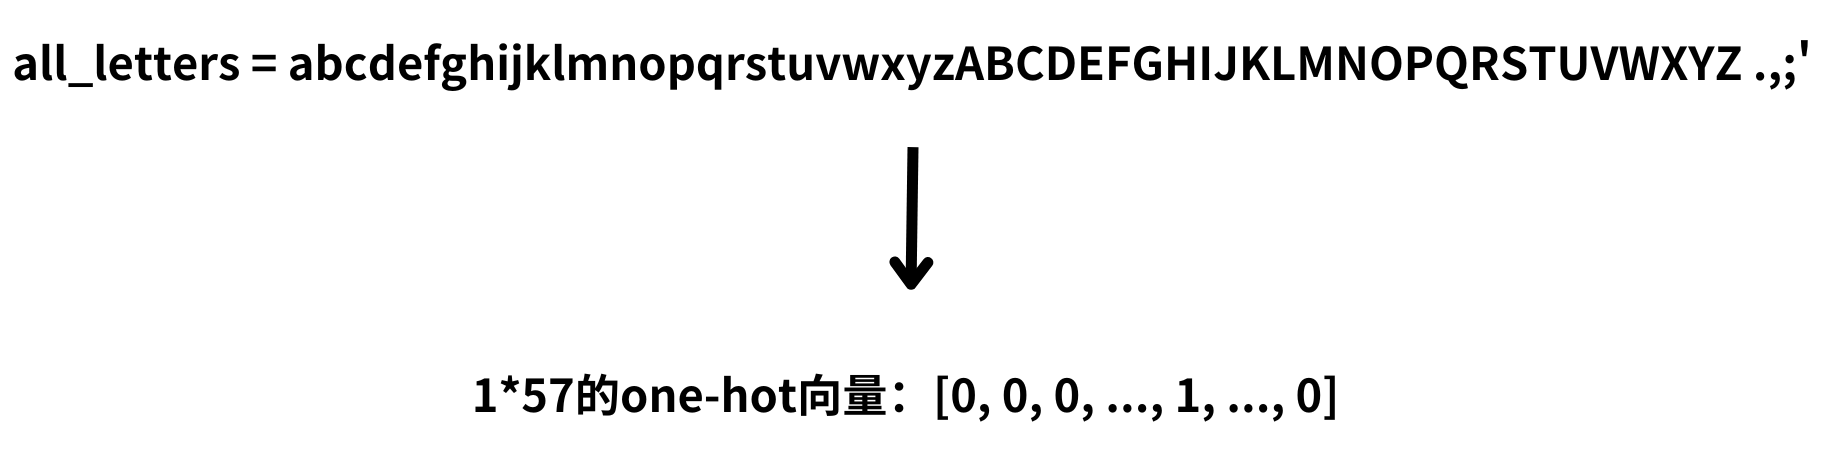 all_letters = abcdefghijklmnopqrstuvwxyzABCDEFGHIJKLMNOPQRSTUVWXYZ .,;'
1*57的one-hot向量：[0, 0, 0, ..., 1, ..., 0]